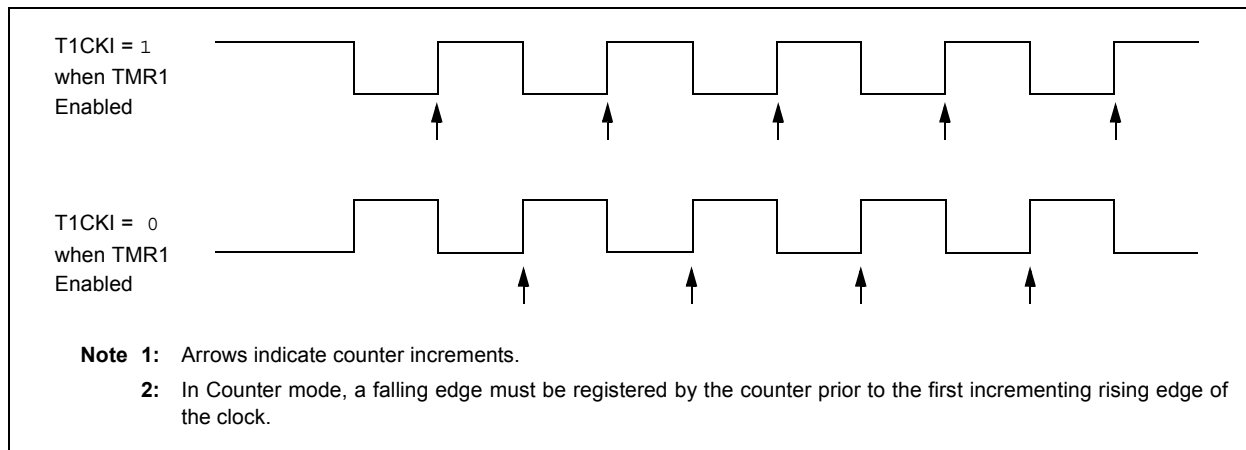 T1CKI = 1
when TMR1
Enabled
T1CKI = 0
when TMR1
Enabled
Note 1: Arrows indicate counter increments.
2: In Counter mode, a falling edge must be registered by the counter prior to the first incrementing rising edge of
the clock.